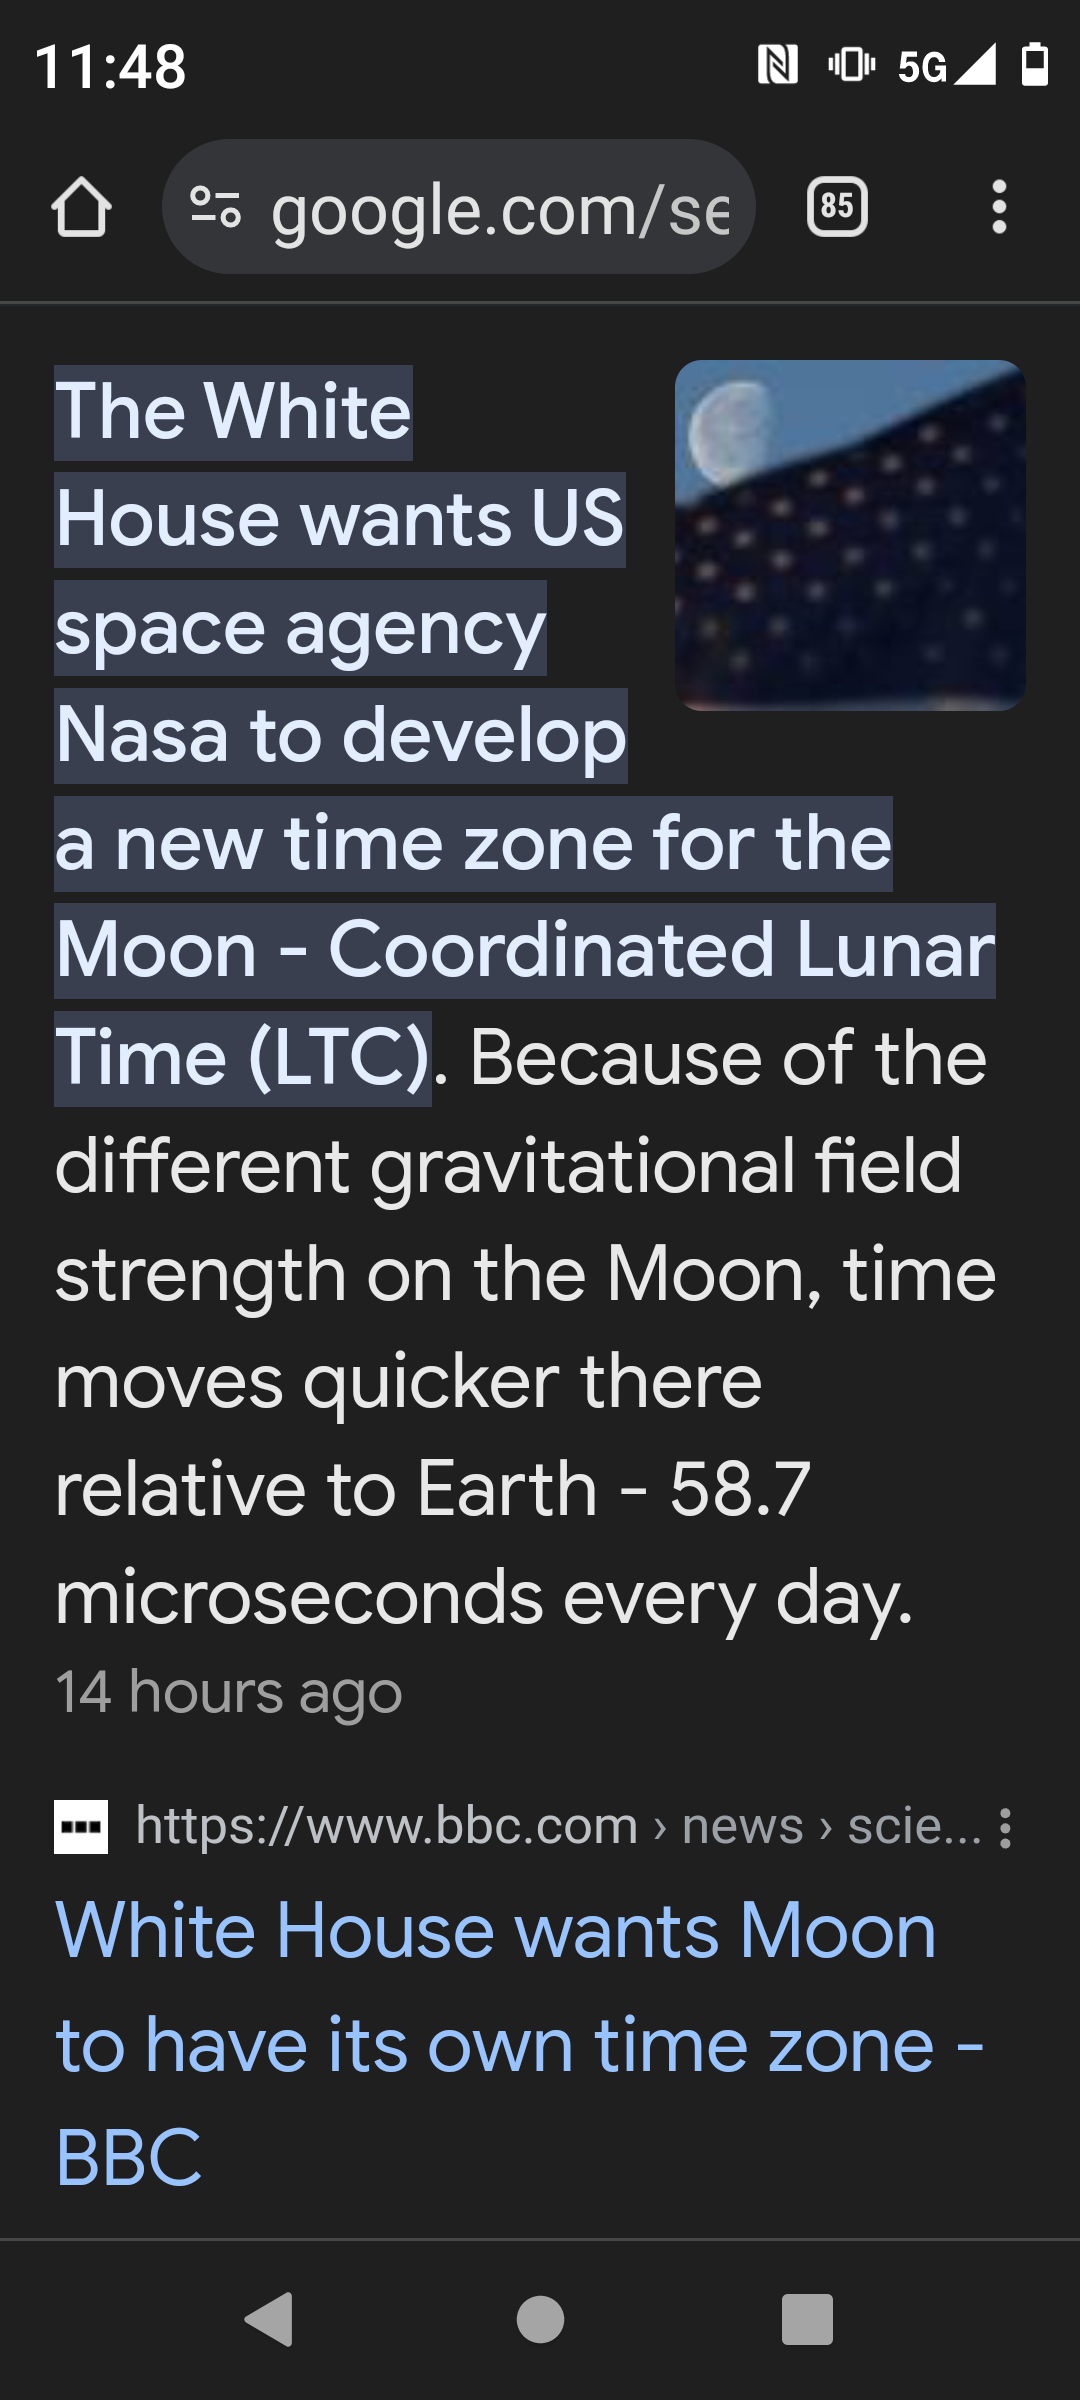 11:48
5G
google.com/se
85
The White
House wants US
space agency
Nasa to develop
a new time zone for the
Moon - Coordinated Lunar
Time (LTC). Because of the
different gravitational field
strength on the Moon, time
moves quicker there
relative to Earth - 58.7
microseconds every day.
14 hours ago
https://www.bbc.com › news › scie...
White House wants Moon
to have its own time zone -
BBC